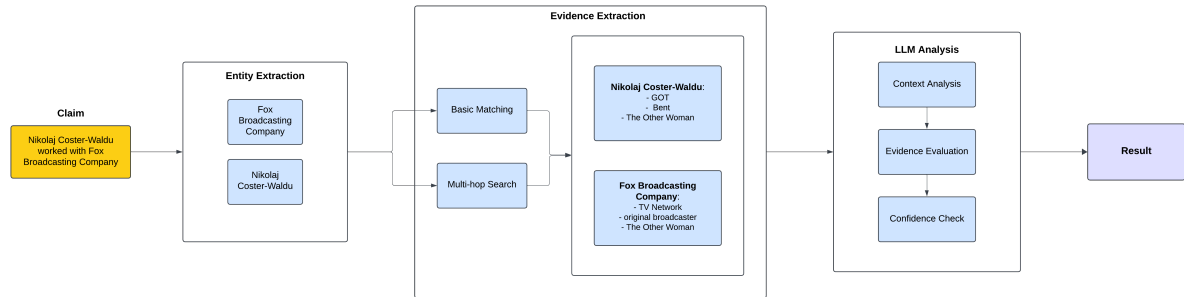 Claim
Nikolaj Coster-Waldu
worked with Fox
Broadcasting Company
Entity Extraction
Fox
Broadcasting
Company
Nikolaj
Coster-Waldu
Evidence Extraction
Basic Matching
Multi-hop Search
Nikolaj Coster-Waldu:
- GOT
- Bent
- The Other Woman
Fox Broadcasting
Company:
- TV Network
- original broadcaster
- The Other Woman
LLM Analysis
Context Analysis
Evidence Evaluation
Confidence Check
Result